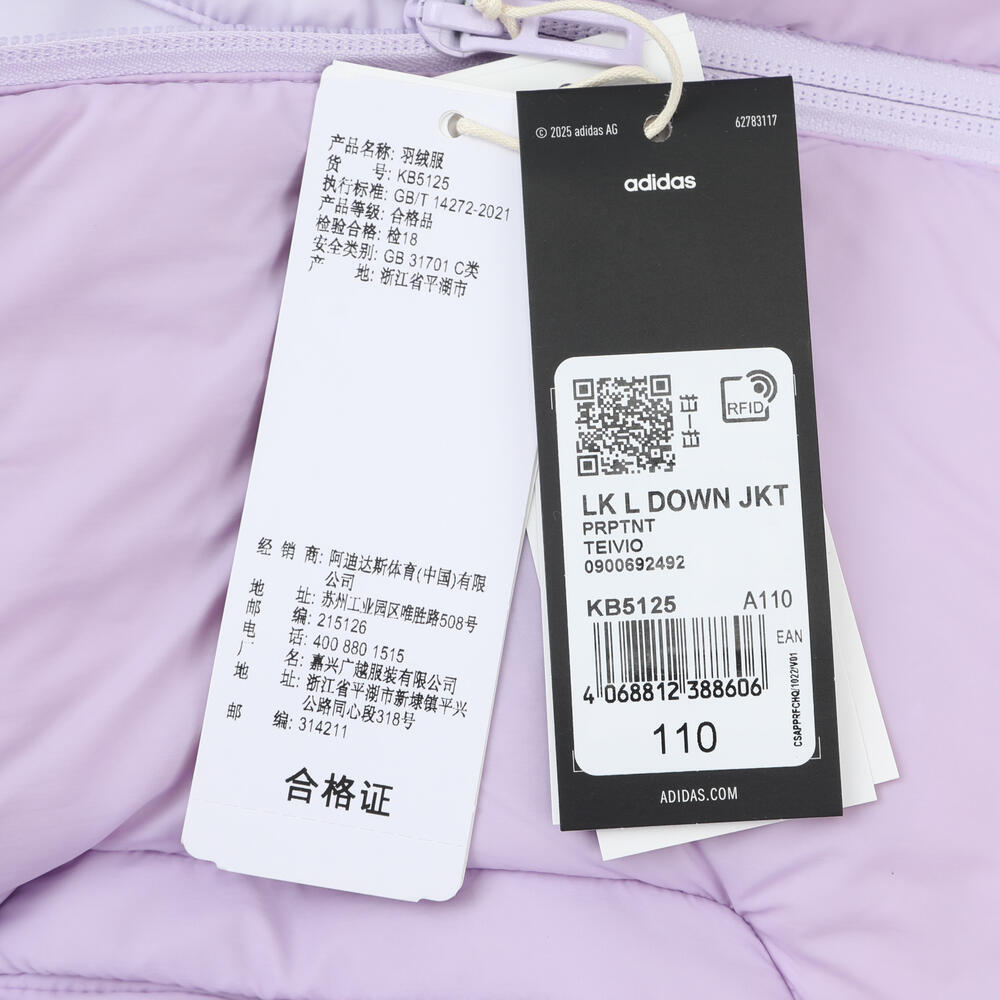 产品名称: 羽绒服
货 号: KB5125
执行标准: GB/T 14272-2021
产品等级: 合格品
检验合格: 检18
安全类别: GB 31701 C类
产 地: 浙江省平湖市
经 销 商: 阿迪达斯体育(中国)有限
公司
地 址: 苏州工业园区唯胜路508号
邮 编: 215126
电 话: 400 880 1515
厂 名: 嘉兴广越服装有限公司
地 址: 浙江省平湖市新埭镇平兴
公路同心段318号
邮 编: 314211
合格证
© 2025 adidas AG
62783117
adidas
RFID
LK L DOWN JKT
PRPTNT
TEIVIO
0900692492
KB5125 A110
EAN
4 068812 388606
CSAPPRFCHQ/1022/V01
110
ADIDAS.COM